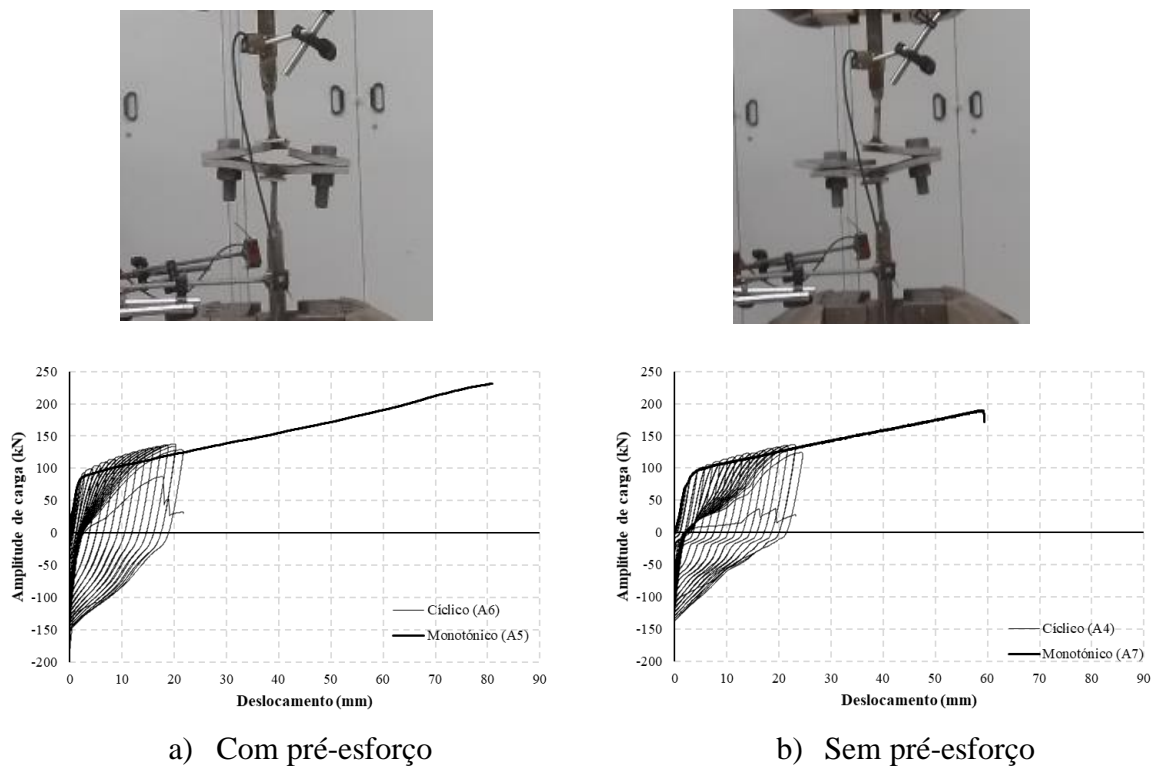 250
200
150
100
50
0
-50
-100
-150
-200
Amplitude de carga (kN)
Cíclico (A6)
Monotónico (A5)
0 10 20 30 40 50 60 70 80 90
Deslocamento (mm)
a) Com pré-esforço
250
200
150
100
50
0
-50
-100
-150
-200
Amplitude de carga (kN)
Cíclico (A4)
Monotónico (A7)
0 10 20 30 40 50 60 70 80 90
Deslocamento (mm)
b) Sem pré-esforço